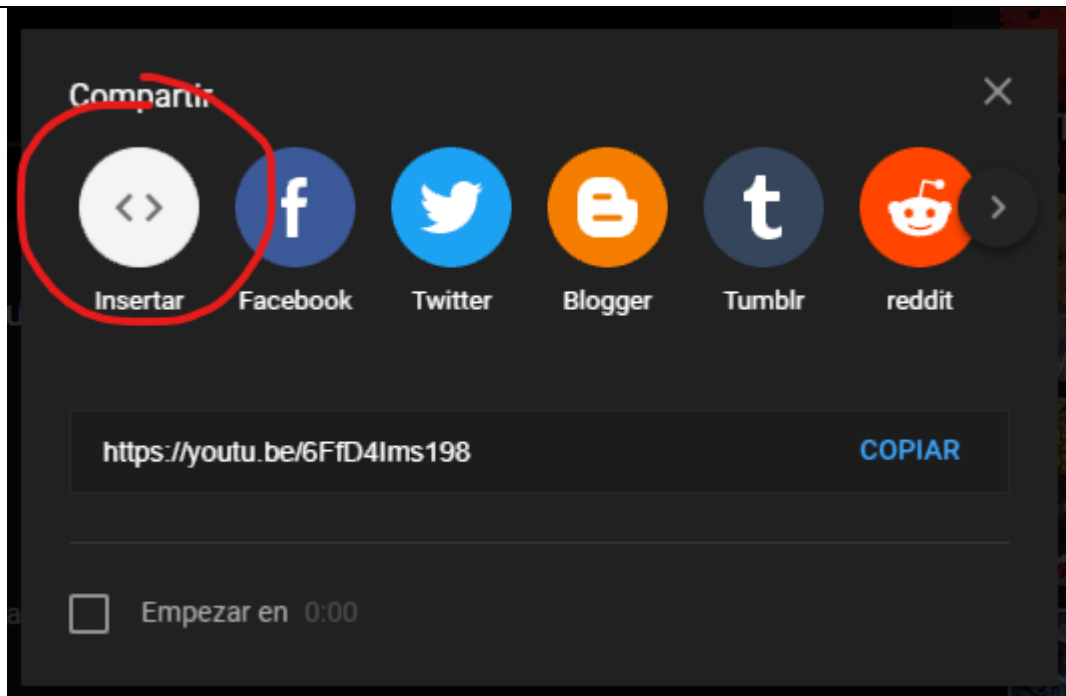 Compartir
Insertar Facebook Twitter Blogger Tumblr reddit
https://youtu.be/6FfD4Ims198 COPIAR
Empezar en 0:00